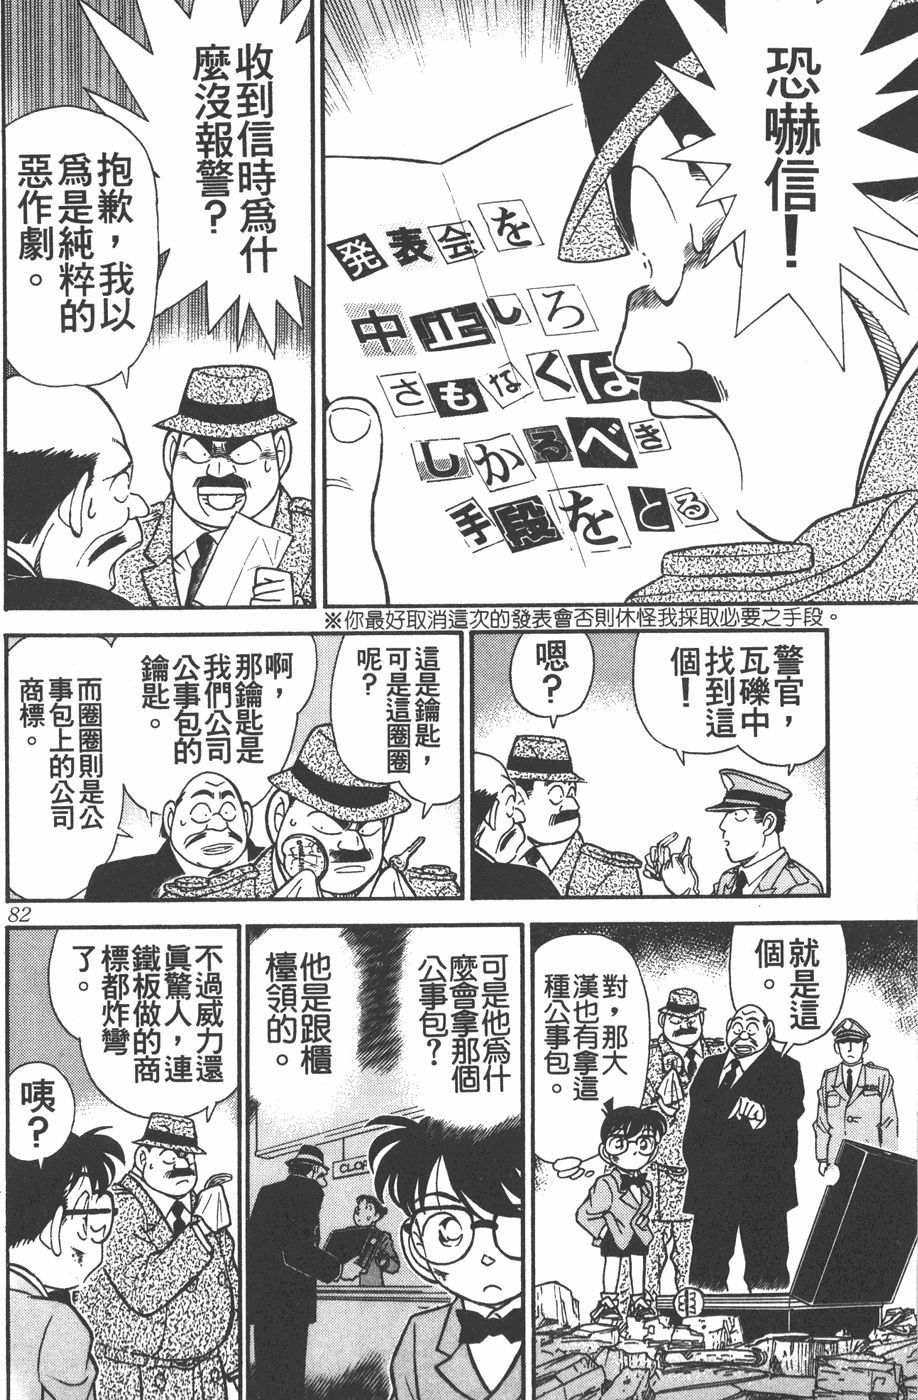 恐嚇信！
発表会を
中止しろ
さもなくば
しかるべき
手段をとる
※你最好取消這次的發表會否則休怪我採取必要之手段。
收到信時為什
麼沒報警？
抱歉，我以
為是純粹的
惡作劇。
警官，
瓦礫中
找到這
個！
嗯？
這是鑰匙，
可是這圈圈
呢？
啊，
那鑰匙是
我們公司
公事包的
鑰匙。
而圈圈則是公
事包上的公司
商標。
82
就是這
個。
對，那大
漢也有拿這
種公事包。
可是他為什
麼會拿那個
公事包？
他是跟櫃
檯領的。
不過威力還
真驚人，連
鐵板做的商
標都炸彎
了。
咦？